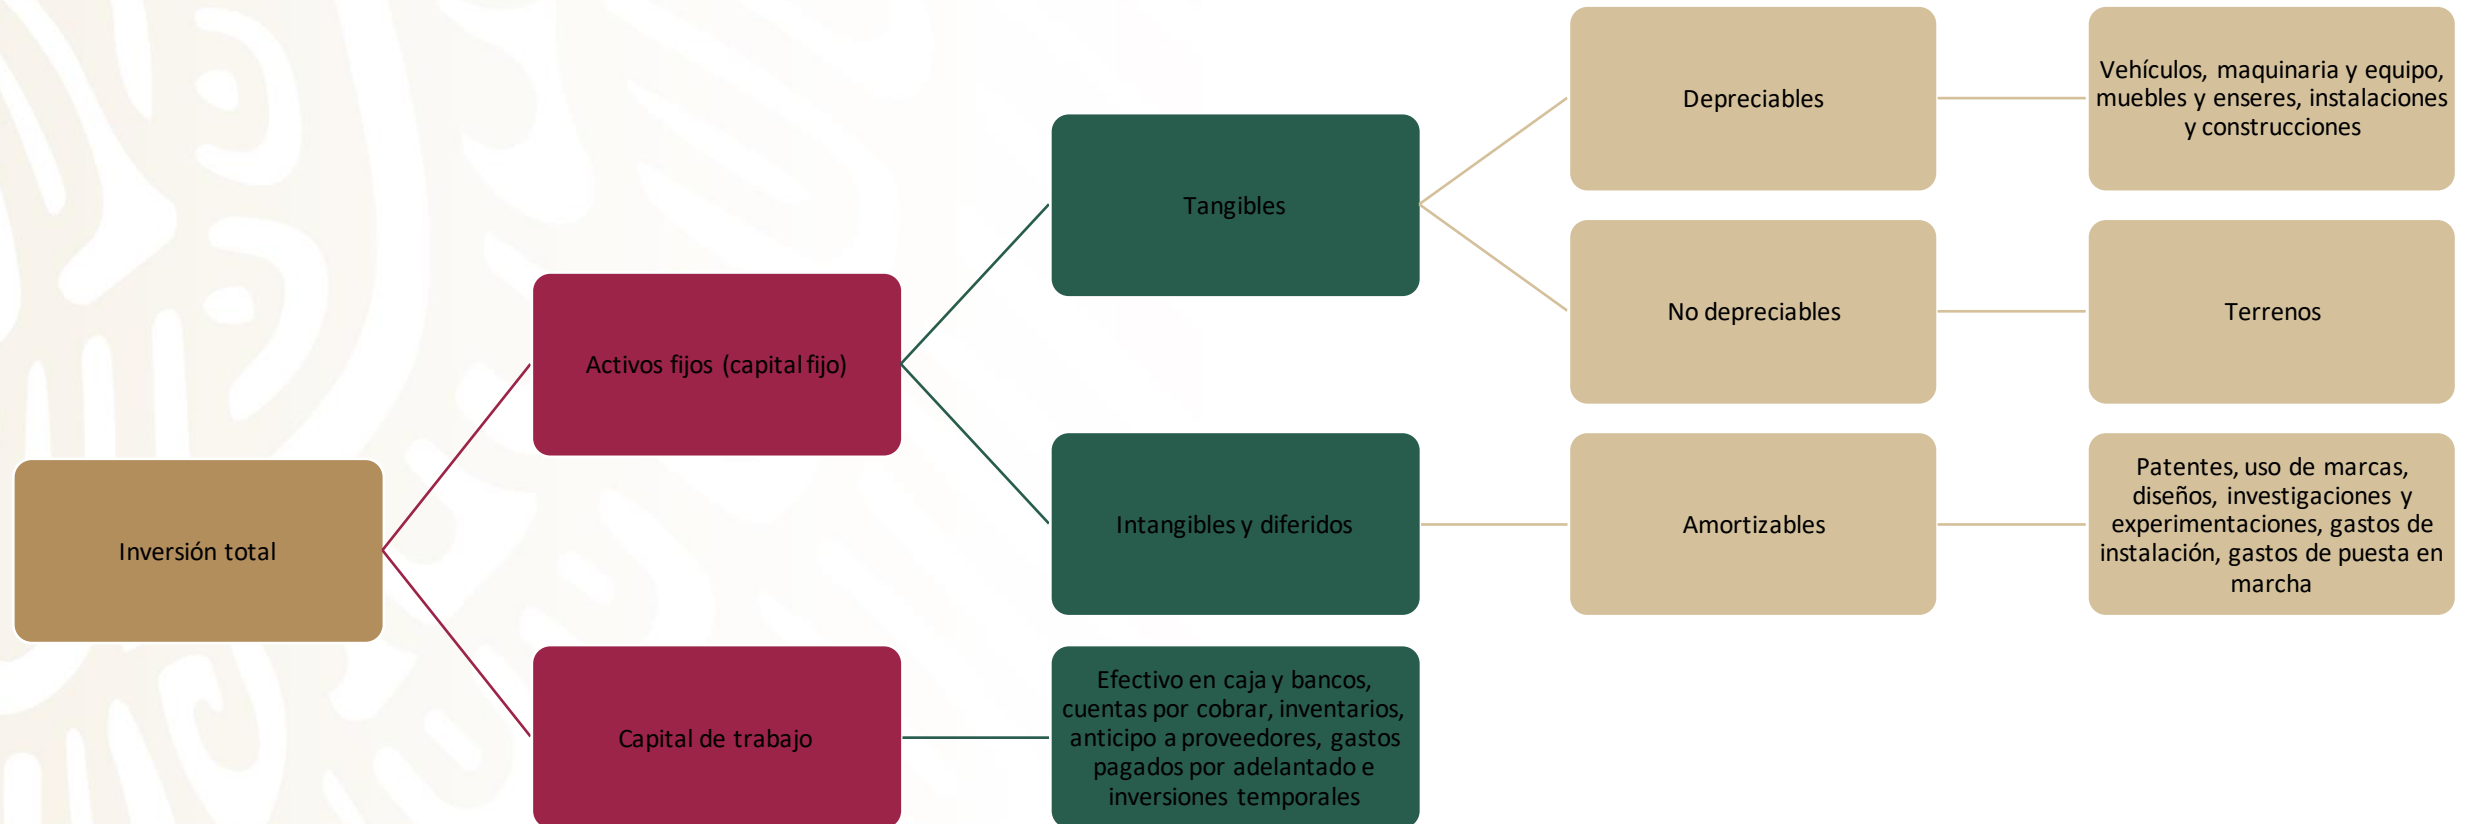 Inversión total
Activos fijos (capital fijo)
Tangibles
Depreciables
Vehículos, maquinaria y equipo,
muebles y enseres, instalaciones
y construcciones
No depreciables
Terrenos
Intangibles y diferidos
Amortizables
Patentes, uso de marcas,
diseños, investigaciones y
experimentaciones, gastos de
instalación, gastos de puesta en
marcha
Capital de trabajo
Efectivo en caja y bancos,
cuentas por cobrar, inventarios,
anticipo a proveedores, gastos
pagados por adelantado e
inversiones temporales